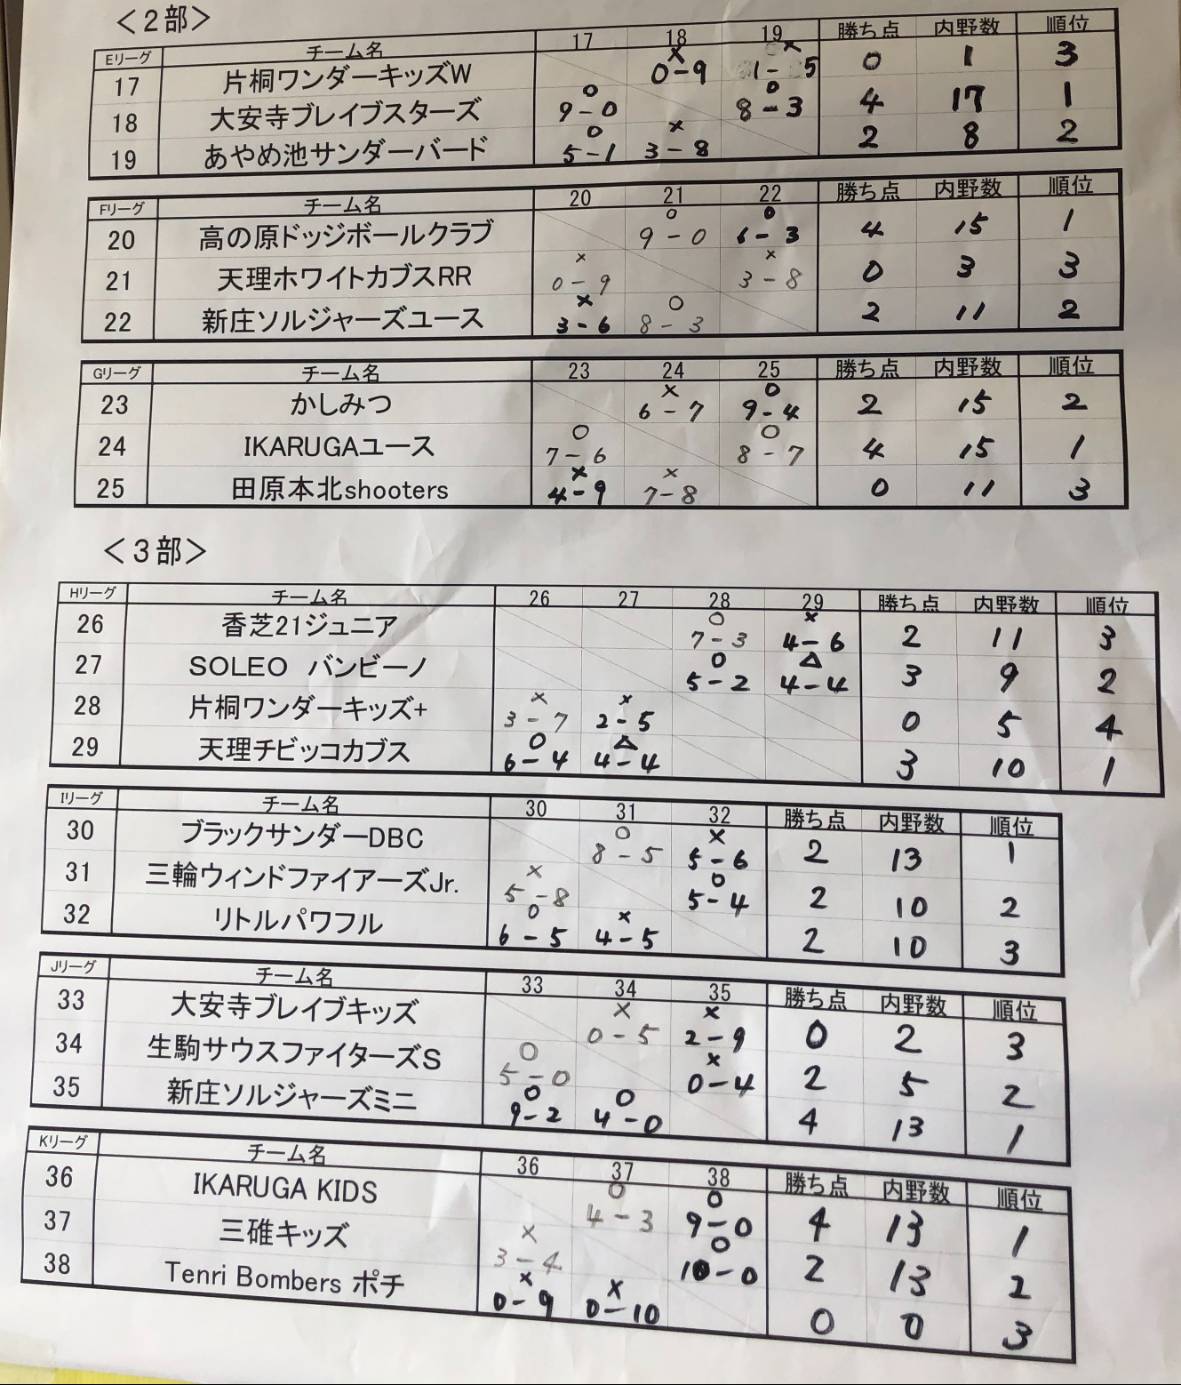 ＜２部＞
Eリーグ チーム名 17 18 19 勝ち点 内野数 順位
17 片桐ワンダーキッズW × 0-9 × 1-5 0 1 3
18 大安寺ブレイブスターズ ○ 9-0 ○ 8-3 4 17 1
19 あやめ池サンダーバード ○ 5-1 × 3-8 2 8 2
Fリーグ チーム名 20 21 22 勝ち点 内野数 順位
20 高の原ドッジボールクラブ ○ 9-0 ○ 6-3 4 15 1
21 天理ホワイトカブスRR × 0-9 × 3-8 0 3 3
22 新庄ソルジャーズユース × 3-6 ○ 8-3 2 11 2
Gリーグ チーム名 23 24 25 勝ち点 内野数 順位
23 かしみつ × 6-7 ○ 9-4 2 15 2
24 IKARUGAユース ○ 7-6 ○ 8-7 4 15 1
25 田原本北shooters × 4-9 × 7-8 0 11 3
＜３部＞
Hリーグ チーム名 26 27 28 29 勝ち点 内野数 順位
26 香芝21ジュニア ○ 7-3 × 4-6 2 11 3
27 SOLEO バンビーノ ○ 5-2 △ 4-4 3 9 2
28 片桐ワンダーキッズ+ × 3-7 × 2-5 0 5 4
29 天理チビッコカブス ○ 6-4 △ 4-4 3 10 1
Iリーグ チーム名 30 31 32 勝ち点 内野数 順位
30 ブラックサンダーDBC ○ 8-5 × 5-6 2 13 1
31 三輪ウィンドファイアーズJr. × 5-8 ○ 5-4 2 10 2
32 リトルパワフル ○ 6-5 × 4-5 2 10 3
Jリーグ チーム名 33 34 35 勝ち点 内野数 順位
33 大安寺ブレイブキッズ × 0-5 × 2-9 0 2 3
34 生駒サウスファイターズS ○ 5-0 × 0-4 2 5 2
35 新庄ソルジャーズミニ ○ 9-2 ○ 4-0 4 13 1
Kリーグ チーム名 36 37 38 勝ち点 内野数 順位
36 IKARUGA KIDS ○ 4-3 ○ 9-0 4 13 1
37 三碓キッズ × 3-4 ○ 10-0 2 13 2
38 Tenri Bombers ポチ × 0-9 × 0-10 0 0 3